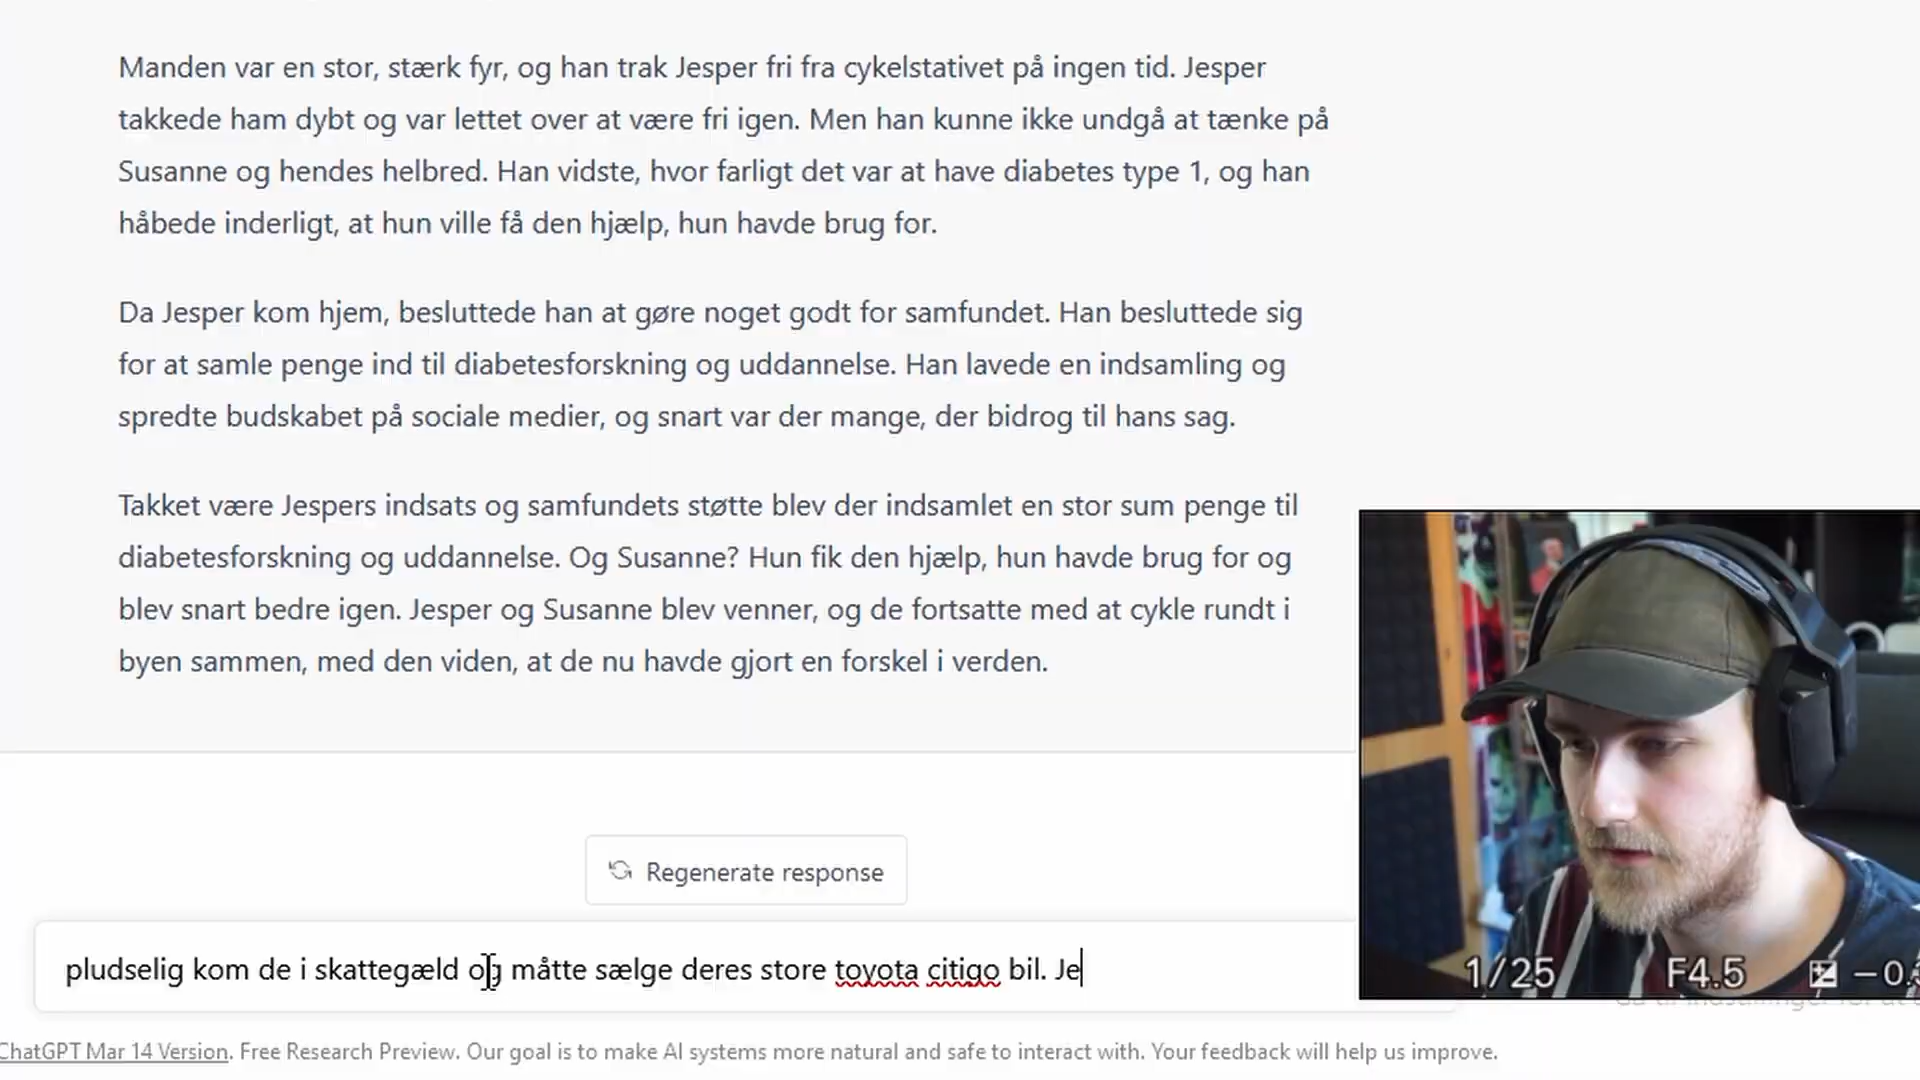 Manden var en stor, stærk fyr, og han trak Jesper fri fra cykelstativet på ingen tid. Jesper
takkede ham dybt og var lettet over at være fri igen. Men han kunne ikke undgå at tænke på
Susanne og hendes helbred. Han vidste, hvor farligt det var at have diabetes type 1, og han
håbede inderligt, at hun ville få den hjælp, hun havde brug for.
Da Jesper kom hjem, besluttede han at gøre noget godt for samfundet. Han besluttede sig
for at samle penge ind til diabetesforskning og uddannelse. Han lavede en indsamling og
spredte budskabet på sociale medier, og snart var der mange, der bidrog til hans sag.
Takket være Jespers indsats og samfundets støtte blev der indsamlet en stor sum penge til
diabetesforskning og uddannelse. Og Susanne? Hun fik den hjælp, hun havde brug for og
blev snart bedre igen. Jesper og Susanne blev venner, og de fortsatte med at cykle rundt i
byen sammen, med den viden, at de nu havde gjort en forskel i verden.
Regenerate response
pludselig kom de i skattegæld og måtte sælge deres store toyota citigo bil. Je
1/25 F4.5 −0.
ChatGPT Mar 14 Version. Free Research Preview. Our goal is to make AI systems more natural and safe to interact with. Your feedback will help us improve.